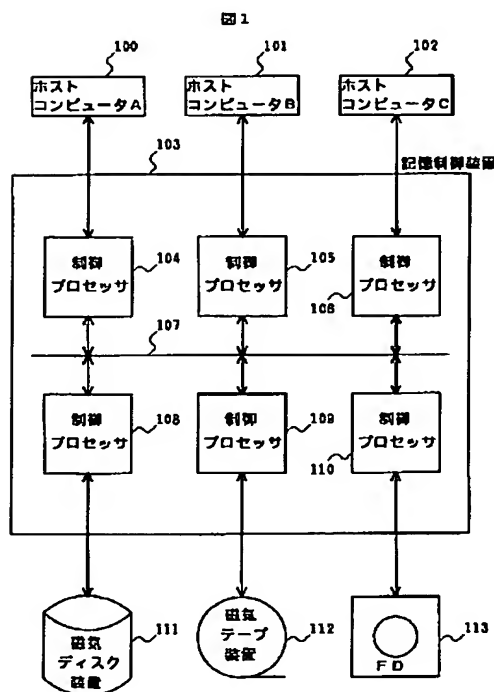 図1
100
101
102
ホスト
コンピュータA
ホスト
コンピュータB
ホスト
コンピュータC
103
記憶制御装置
制御
プロセッサ
104
制御
プロセッサ
105
制御
プロセッサ
106
107
制御
プロセッサ
108
制御
プロセッサ
109
制御
プロセッサ
110
磁気
ディスク
装置
111
磁気
テープ
装置
112
FD
113